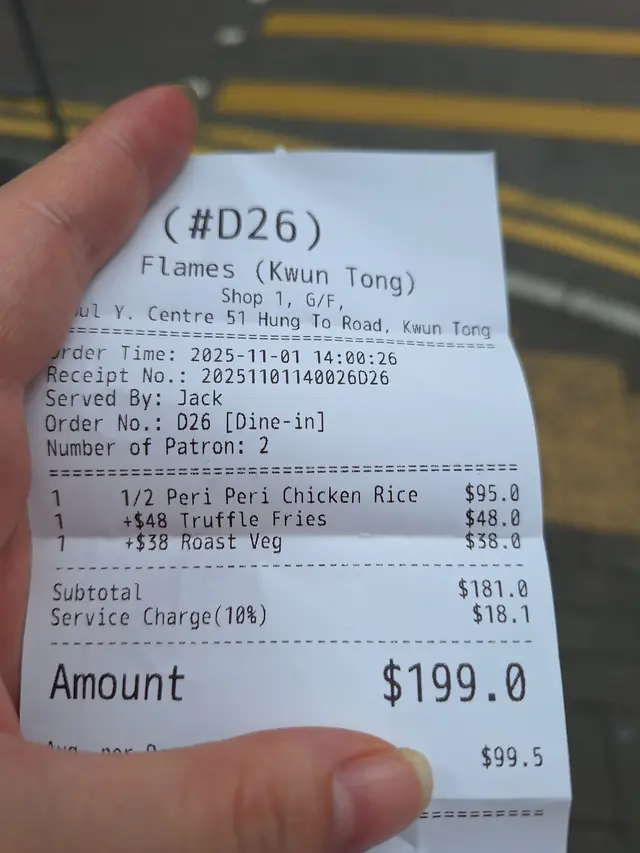 (#D26)
Flames (Kwun Tong)
Shop 1, G/F,
Y. Centre 51 Hung To Road, Kwun Tong
==================================================
Order Time: 2025-11-01 14:00:26
Receipt No.: 20251101140026D26
Served By: Jack
Order No.: D26 [Dine-in]
Number of Patron: 2
==================================================
1 1/2 Peri Peri Chicken Rice $95.0
1 +$48 Truffle Fries $48.0
1 +$38 Roast Veg $38.0
--------------------------------------------------
Subtotal $181.0
Service Charge(10%) $18.1
--------------------------------------------------
Amount $199.0
$99.5